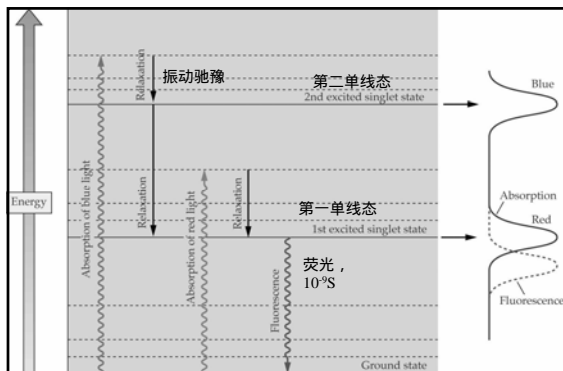 Energy
Absorption of blue light
Relaxation
振动驰豫
Relaxation
Absorption of red light
Relaxation
第二单线态
2nd excited singlet state
第一单线态
1st excited singlet state
荧光，
10⁻⁹S
Fluorescence
Ground state
Blue
Absorption
Red
Fluorescence